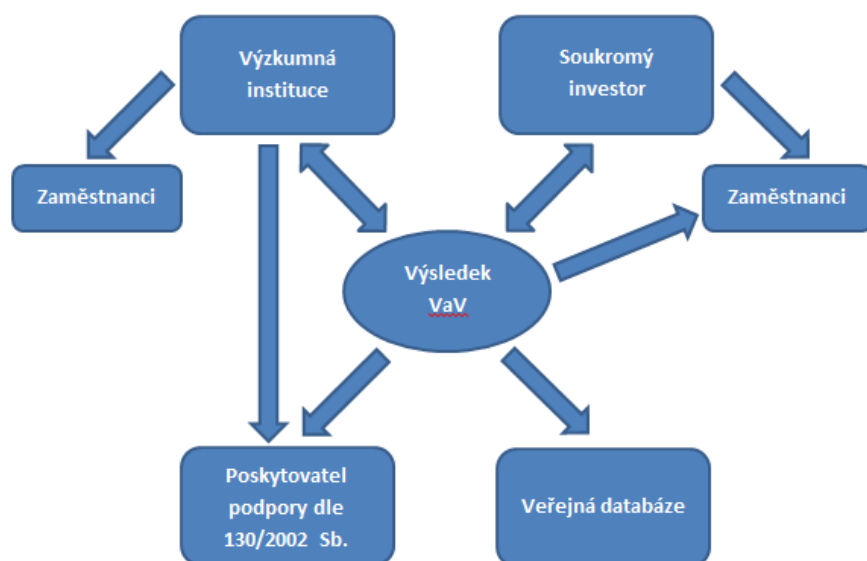 Výzkumná
instituce
Soukromý
investor
Zaměstnanci
Zaměstnanci
Výsledek
VaV
Poskytovatel
podpory dle
130/2002 Sb.
Veřejná databáze